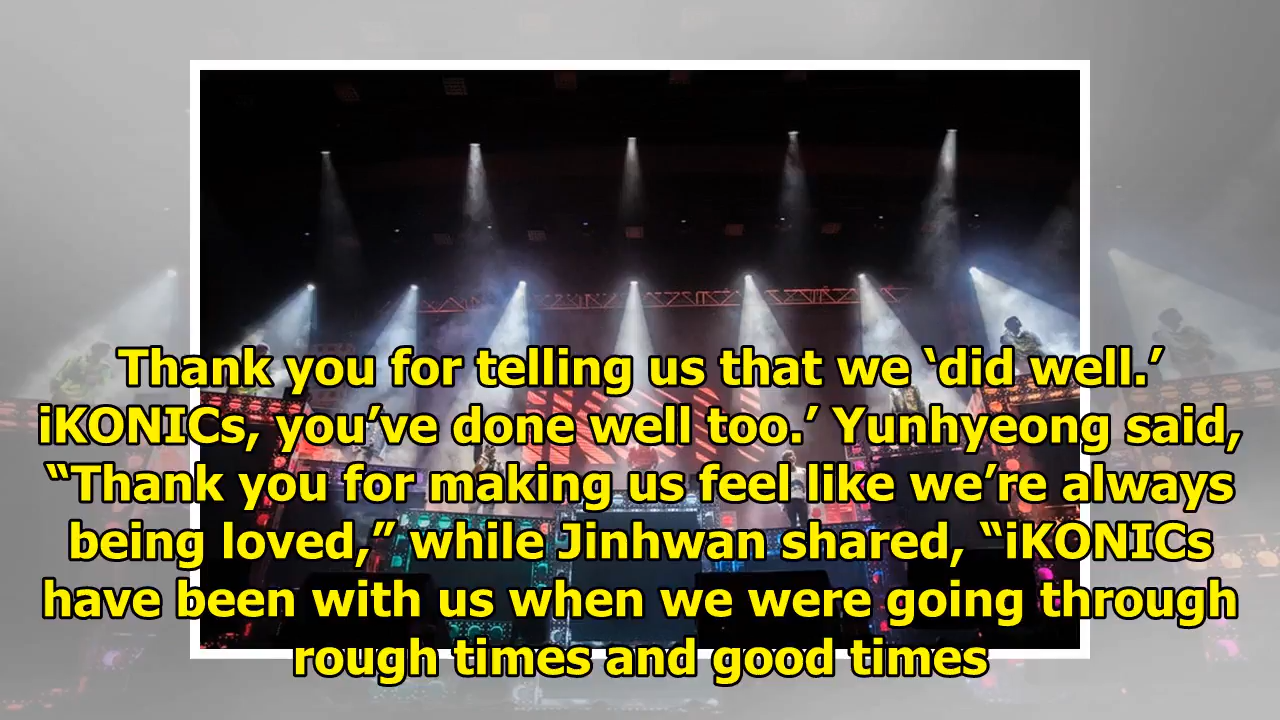 iKON
Thank you for telling us that we ‘did well.’
iKONICs, you’ve done well too.’ Yunhyeong said,
“Thank you for making us feel like we’re always
being loved,” while Jinhwan shared, “iKONICs
have been with us when we were going through
rough times and good times